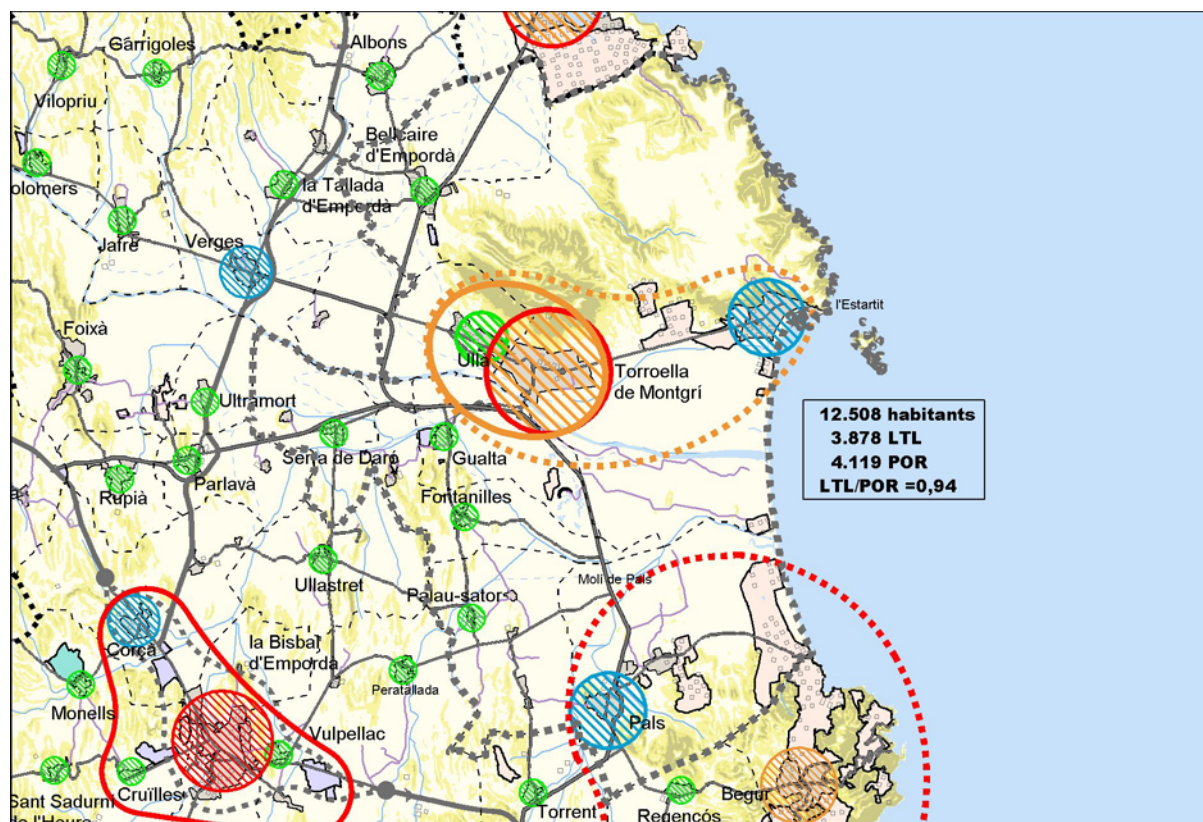 Garrigoles
Albons
Vilopriu
Bellcaire
d'Empordà
olomers
la Tallada
d'Empordà
Jafre
Verges
l'Estartit
Foixà
Ullà
Torroella
de Montgrí
Ultramort
12.508 habitants
3.878 LTL
4.119 POR
LTL/POR =0,94
Serra de Daró
Gualta
Parlavà
Rupià
Fontanilles
Ullastret
Molí de Pals
Palau-sator
Corçà
la Bisbal
d'Empordà
Peratallada
Monells
Pals
Vulpellac
Cruïlles
Begur
Sant Sadurní
de l'Heura
Torrent
Regencós